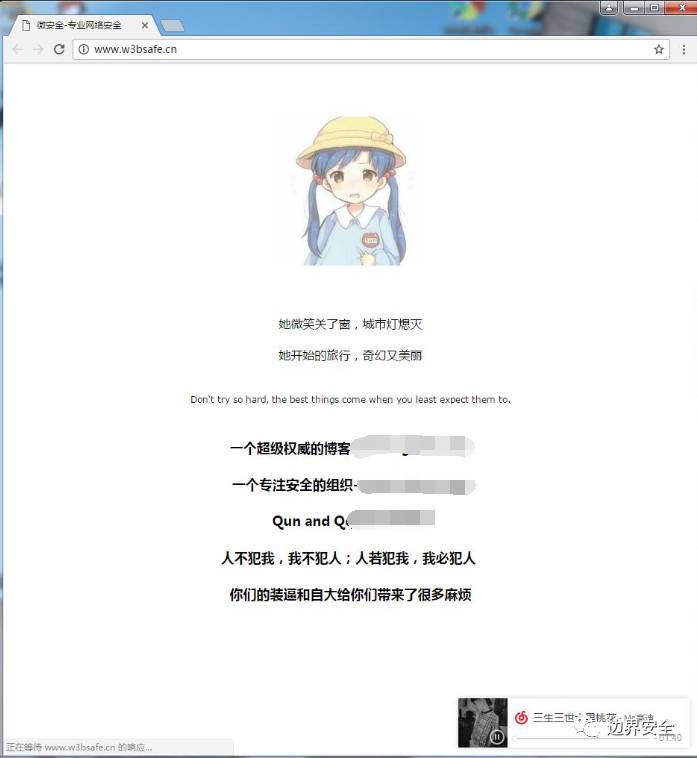 微安全-专业网络安全
www.w3bsafe.cn
她微笑关了窗，城市灯熄灭
她开始的旅行，奇幻又美丽
Don't try so hard, the best things come when you least expect them to.
一个超级权威的博客
一个专注安全的组织-
Qun and
人不犯我，我不犯人；人若犯我，我必犯人
你们的装逼和自大给你们带来了很多麻烦
三生三世十里桃花
边界安全
01:40
正在等待 www.w3bsafe.cn 的响应...